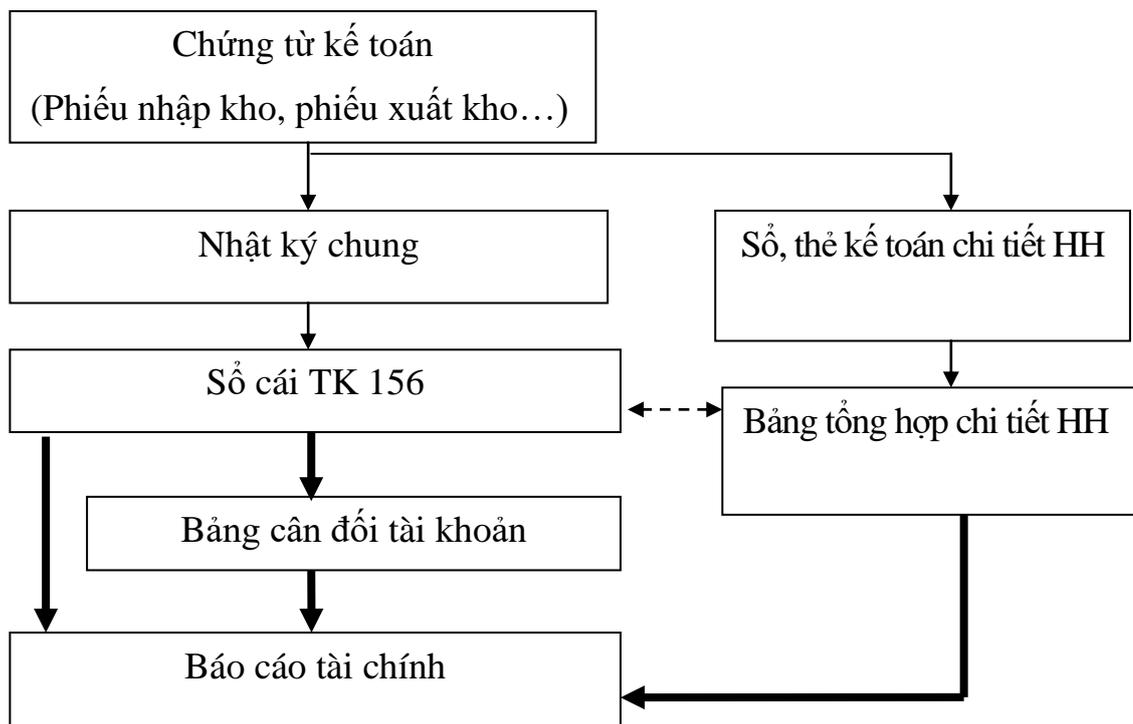 Chứng từ kế toán
(Phiếu nhập kho, phiếu xuất kho…)
Nhật ký chung
Sổ, thẻ kế toán chi tiết HH
Sổ cái TK 156
Bảng tổng hợp chi tiết HH
Bảng cân đối tài khoản
Báo cáo tài chính